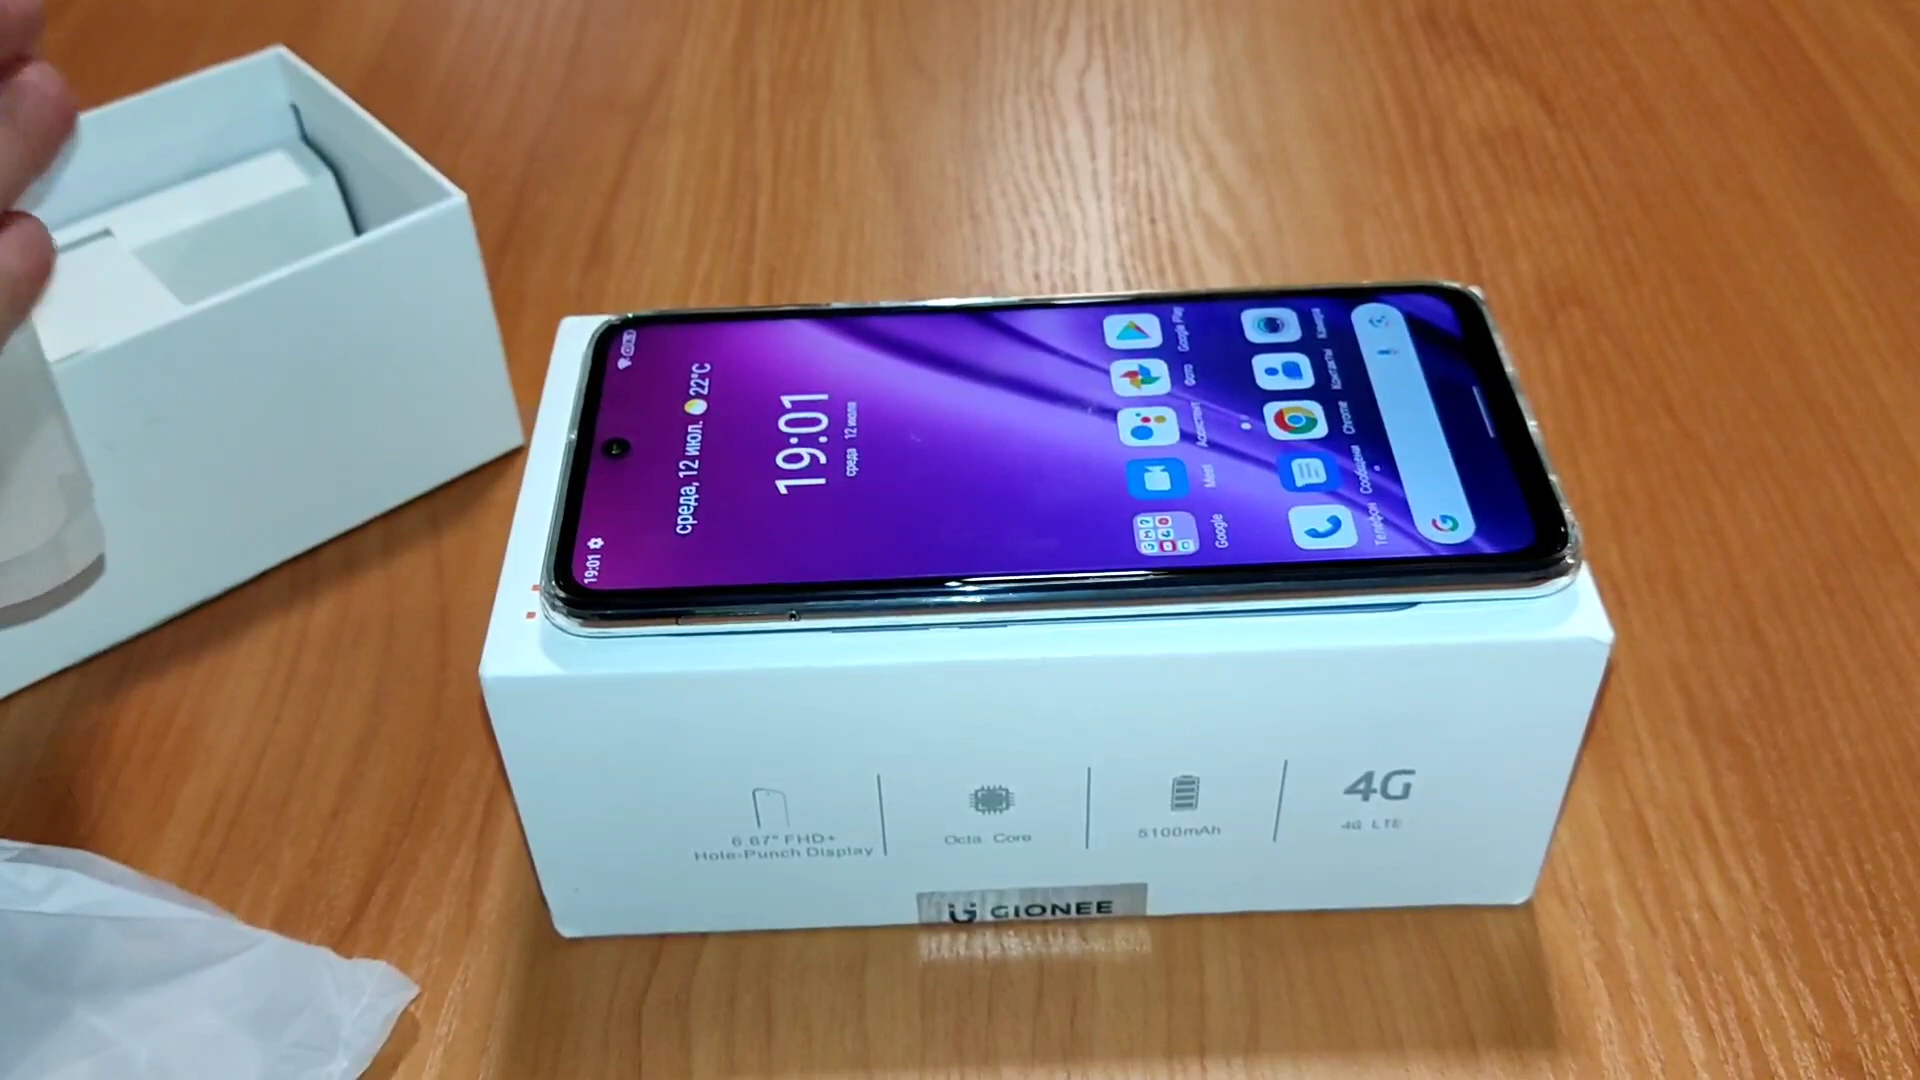 19:01
среда, 12 июл. 22°C
19:01
среда 12 июля
Google
Meet
Ассистент
Фото
Google Play
Телефон
Сообщения
Chrome
Контакты
Камера
6.67" FHD+
Hole-Punch Display
Octa Core
5100mAh
4G
4G LTE
GIONEE